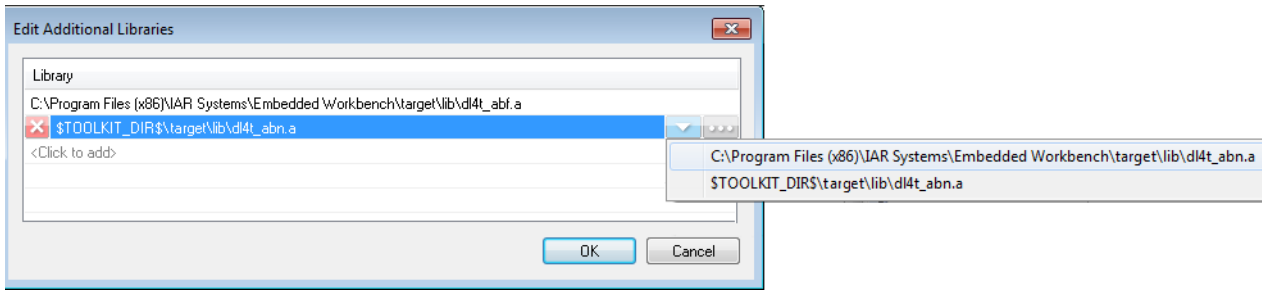 Edit Additional Libraries
Library
C:\Program Files (x86)\IAR Systems\Embedded Workbench\target\lib\dl4t_abf.a
$TOOLKIT_DIR$\target\lib\dl4t_abn.a
<Click to add>
C:\Program Files (x86)\IAR Systems\Embedded Workbench\target\lib\dl4t_abn.a
$TOOLKIT_DIR$\target\lib\dl4t_abn.a
OK
Cancel